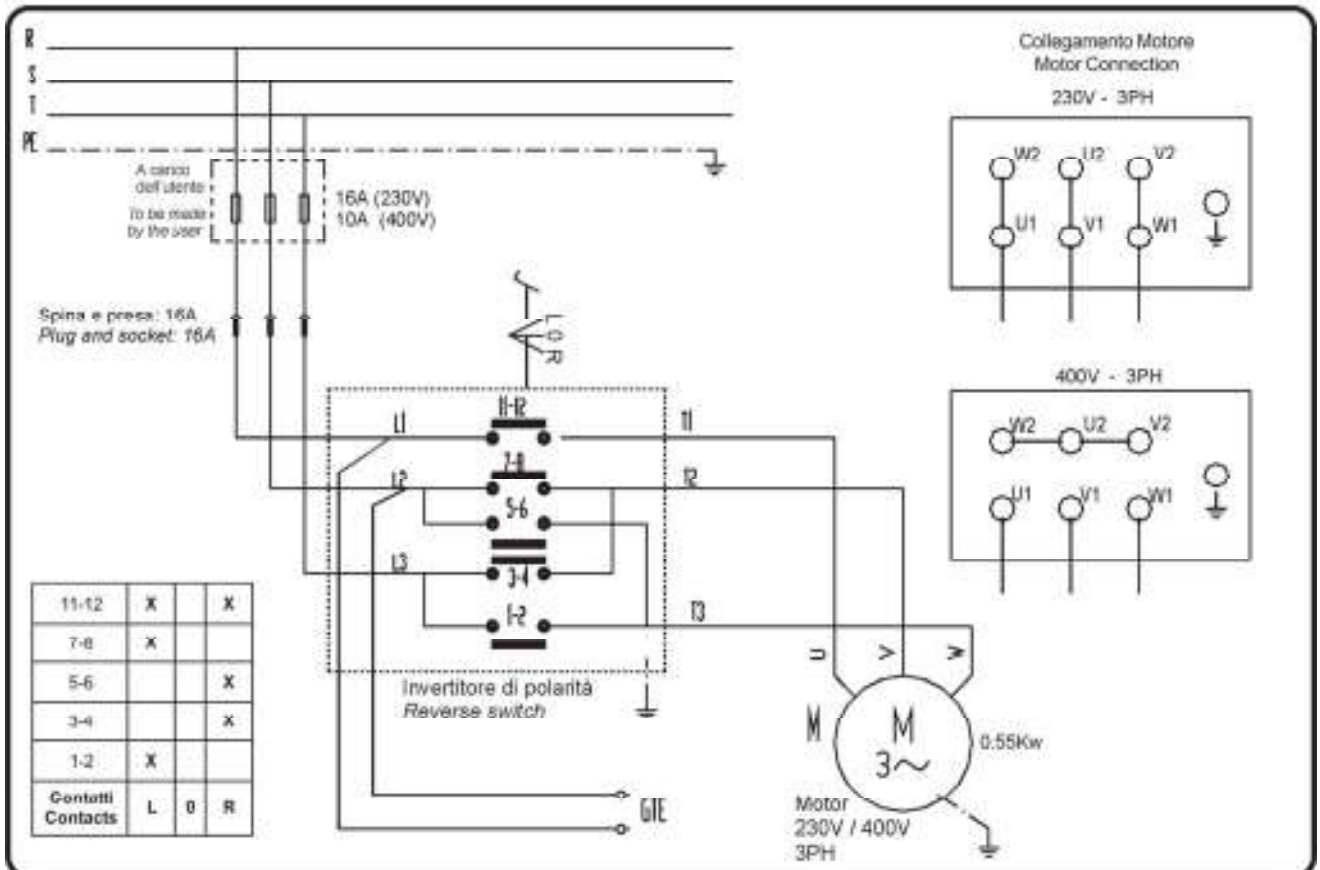 R
S
T
PE
A carico
dell'utente
To be made
by the user
16A (230V)
10A (400V)
Spina e presa: 16A
Plug and socket: 16A
L O R
L1
11-12
T1
7-8
L2
T2
5-6
L3
3-4
1-2
T3
Invertitore di polarità
Reverse switch
U
V
W
M
M
3~
0.55Kw
Motor
230V / 400V
3PH
Collegamento Motore
Motor Connection
230V - 3PH
W2 U2 V2
U1 V1 W1
400V - 3PH
W2 U2 V2
U1 V1 W1
11-12 X X
7-8 X
5-6 X
3-4 X
1-2 X
Contatti
Contacts L 0 R